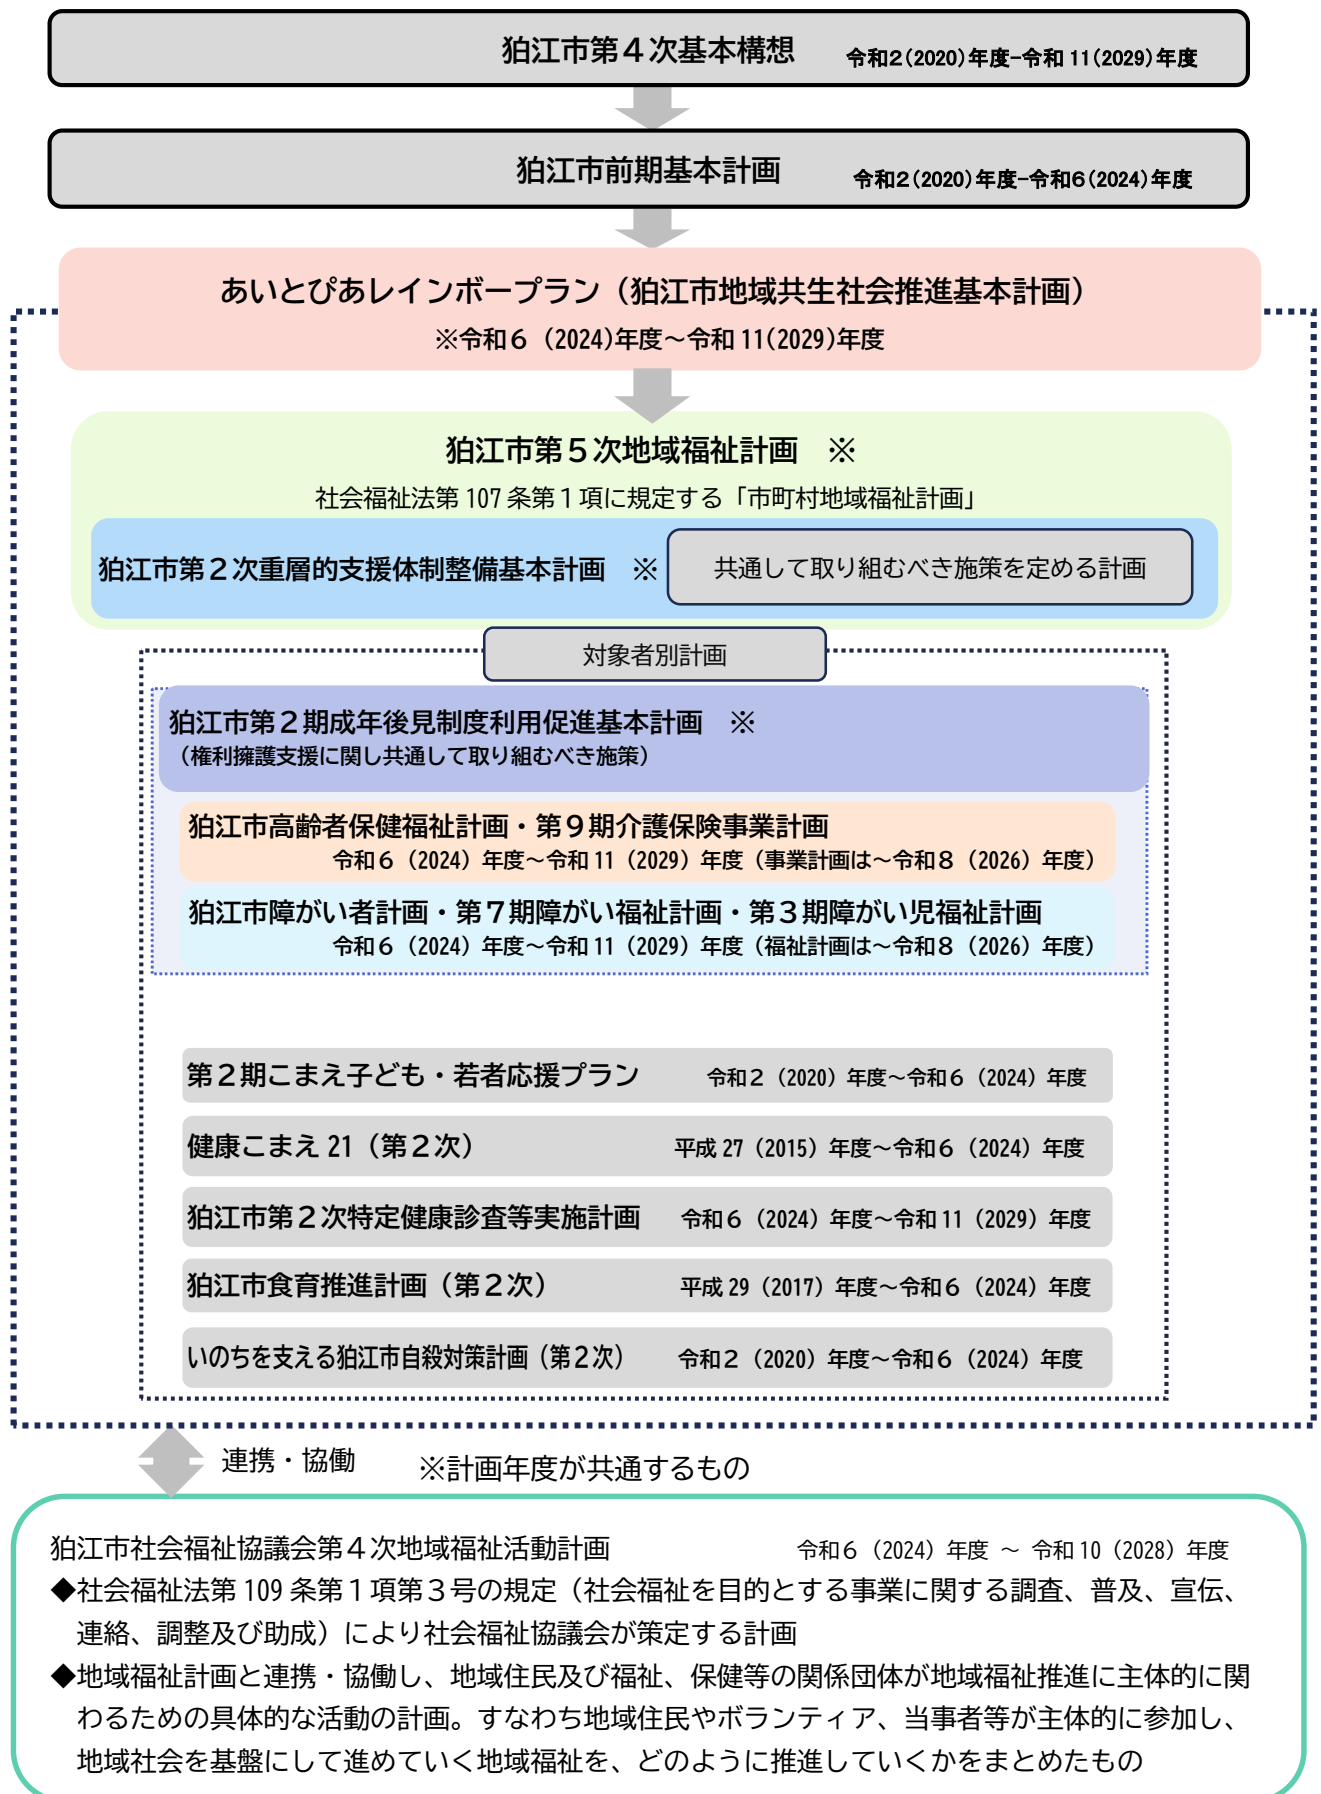 狛江市第４次基本構想　令和２(2020)年度-令和 11(2029)年度
狛江市前期基本計画　令和２(2020)年度-令和６(2024)年度
あいとぴあレインボープラン（狛江市地域共生社会推進基本計画）
※令和６（2024)年度～令和 11(2029)年度
狛江市第５次地域福祉計画　※
社会福祉法第 107 条第１項に規定する「市町村地域福祉計画」
狛江市第２次重層的支援体制整備基本計画　※　共通して取り組むべき施策を定める計画
対象者別計画
狛江市第２期成年後見制度利用促進基本計画　※
（権利擁護支援に関し共通して取り組むべき施策）
狛江市高齢者保健福祉計画・第９期介護保険事業計画
令和６（2024）年度～令和 11（2029）年度（事業計画は～令和８（2026）年度）
狛江市障がい者計画・第７期障がい福祉計画・第３期障がい児福祉計画
令和６（2024）年度～令和 11（2029）年度（福祉計画は～令和８（2026）年度）
第２期こまえ子ども・若者応援プラン　令和２（2020）年度～令和６（2024）年度
健康こまえ 21（第２次）　平成 27（2015）年度～令和６（2024）年度
狛江市第２次特定健康診査等実施計画　令和６（2024）年度～令和 11（2029）年度
狛江市食育推進計画（第２次）　平成 29（2017）年度～令和６（2024）年度
いのちを支える狛江市自殺対策計画（第２次）　令和２（2020）年度～令和６（2024）年度
連携・協働　※計画年度が共通するもの
狛江市社会福祉協議会第４次地域福祉活動計画　令和６（2024）年度 ～ 令和 10（2028）年度
◆社会福祉法第 109 条第１項第３号の規定（社会福祉を目的とする事業に関する調査、普及、宣伝、
連絡、調整及び助成）により社会福祉協議会が策定する計画
◆地域福祉計画と連携・協働し、地域住民及び福祉、保健等の関係団体が地域福祉推進に主体的に関
わるための具体的な活動の計画。すなわち地域住民やボランティア、当事者等が主体的に参加し、
地域社会を基盤にして進めていく地域福祉を、どのように推進していくかをまとめたもの